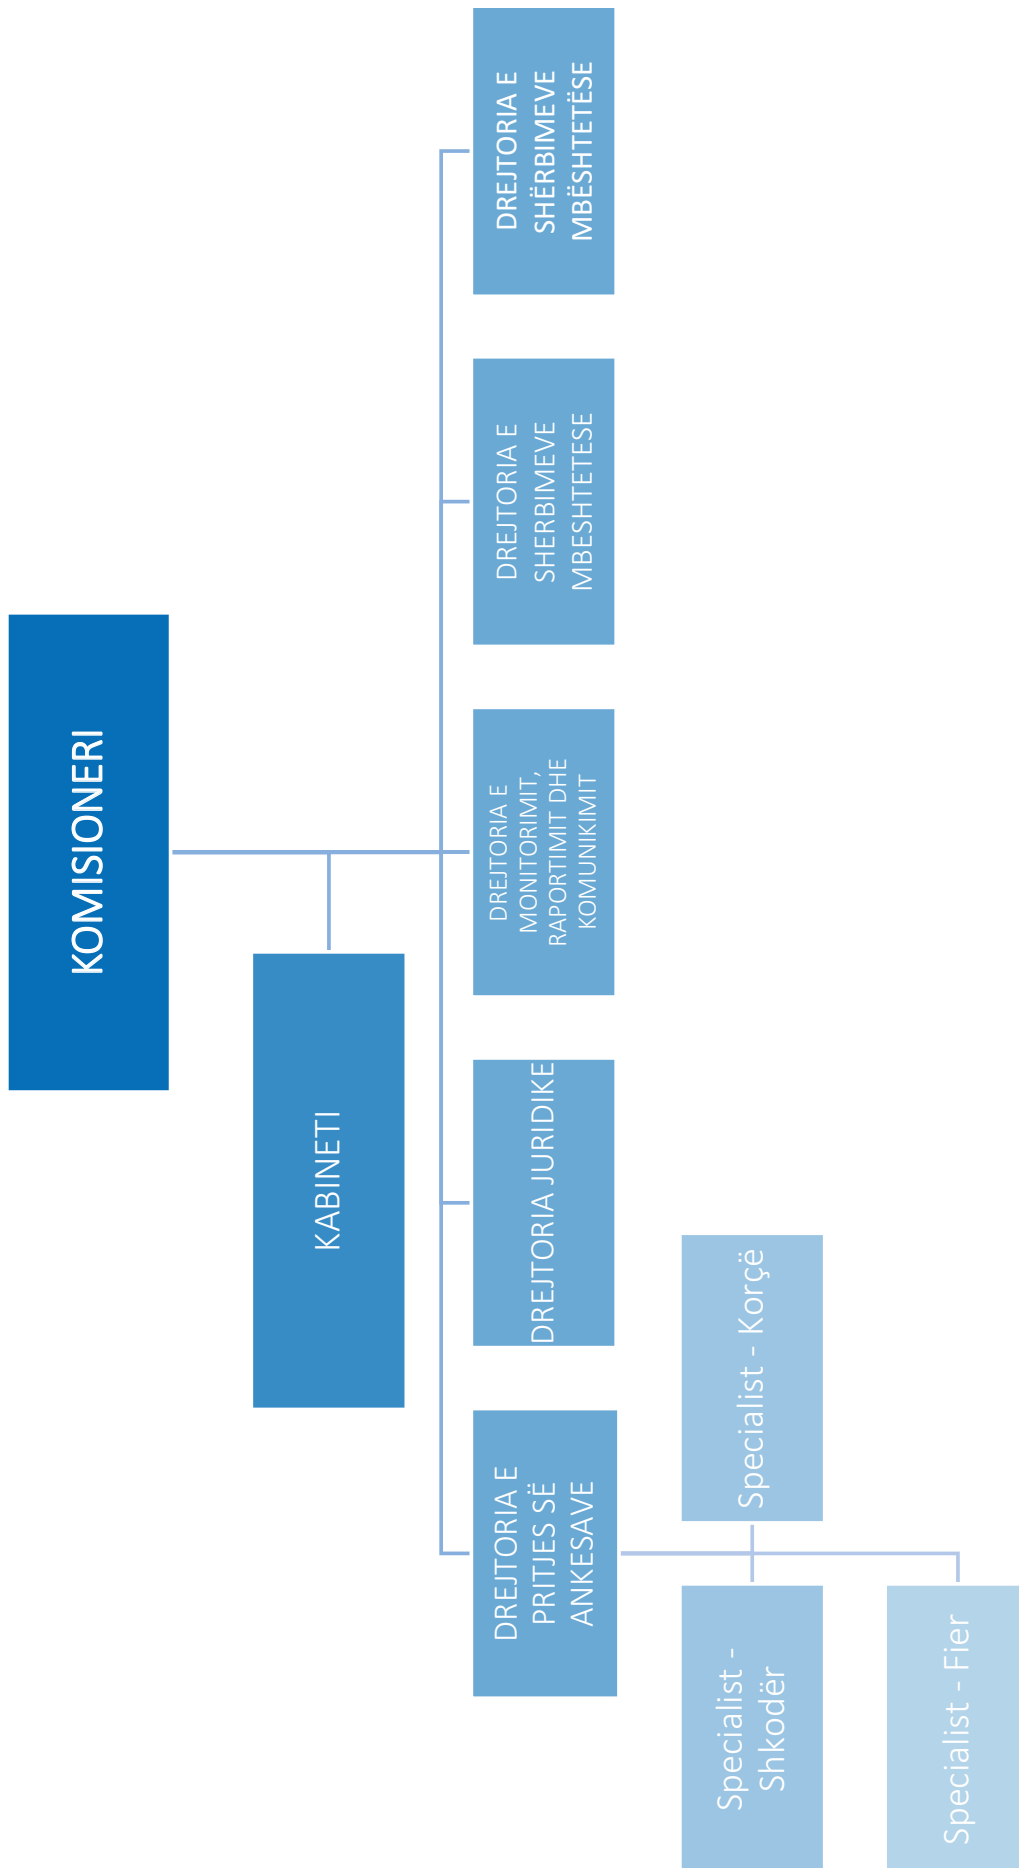 KOMISIONERI
KABINETI
DREJTORIA E
PRITJES SË
ANKESAVE
DREJTORIA JURIDIKE
DREJTORIA E
MONITORIMIT,
RAPORTIMIT DHE
KOMUNIKIMIT
DREJTORIA E
SHERBIMEVE
MBESHTETESE
DREJTORIA E
SHËRBIMEVE
MBËSHTETËSE
Specialist -
Shkodër
Specialist - Korçë
Specialist - Fier